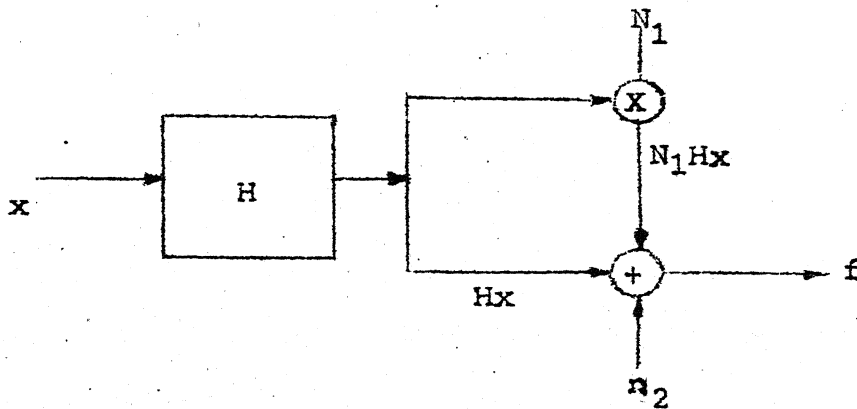 N₁
X
N₁Hx
x
H
Hx
+
f
n₂